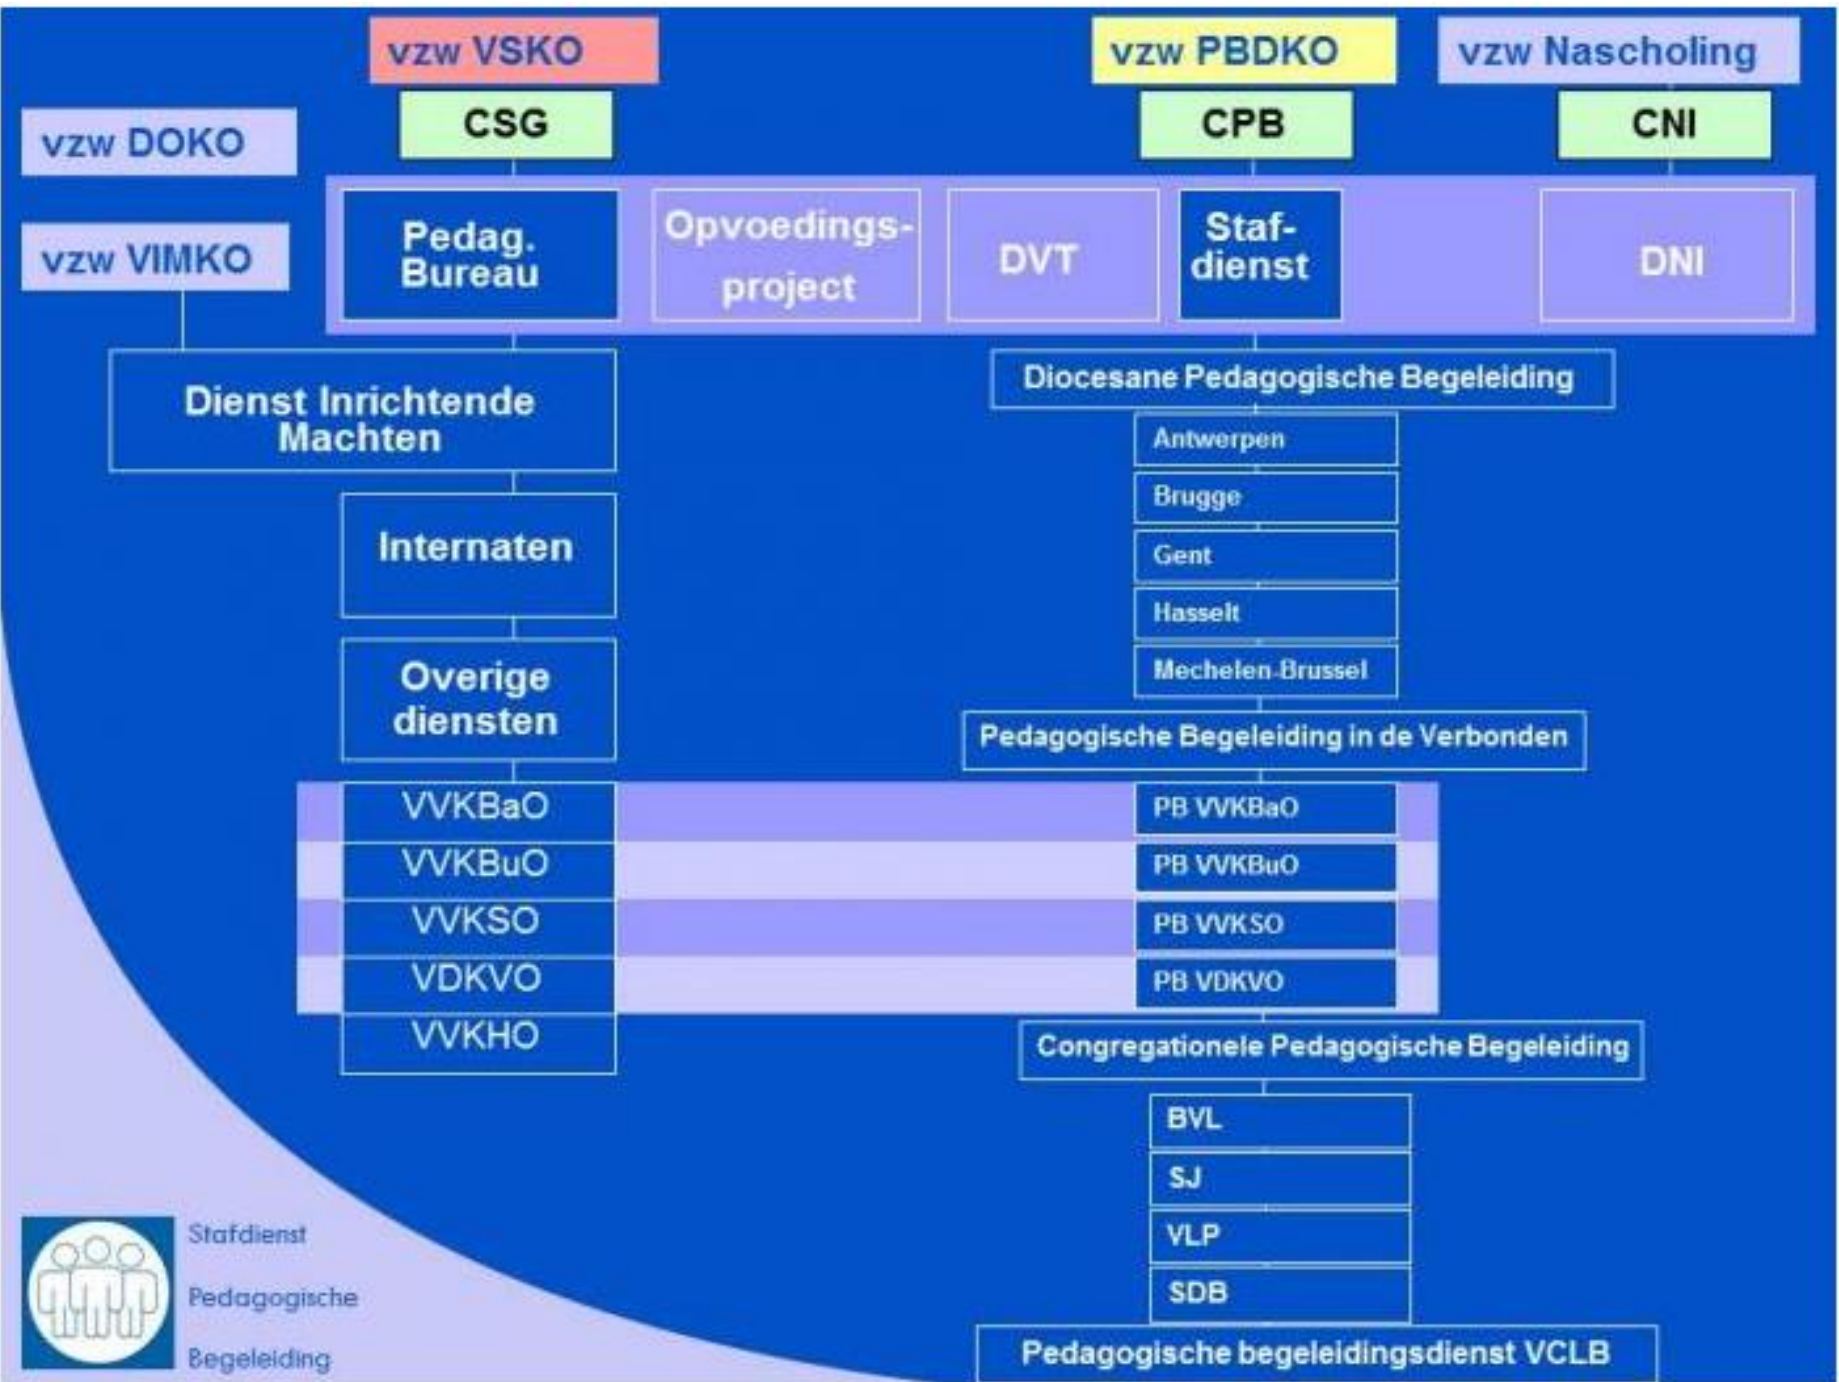 vzw VSKO
vzw PBDKO
vzw Nascholing
vzw DOKO
CSG
CPB
CNI
vzw VIMKO
Pedag.
Bureau
Opvoedings-
project
DVT
Staf-
dienst
DNI
Dienst Inrichtende
Machten
Internaten
Overige
diensten
VVKBaO
VVKBuO
VVKSO
VDKVO
VVKHO
Diocesane Pedagogische Begeleiding
Antwerpen
Brugge
Gent
Hasselt
Mechelen-Brussel
Pedagogische Begeleiding in de Verbonden
PB VVKBaO
PB VVKBuO
PB VVKSO
PB VDKVO
Congregationele Pedagogische Begeleiding
BVL
SJ
VLP
SDB
Pedagogische begeleidingsdienst VCLB
Stafdienst
Pedagogische
Begeleiding